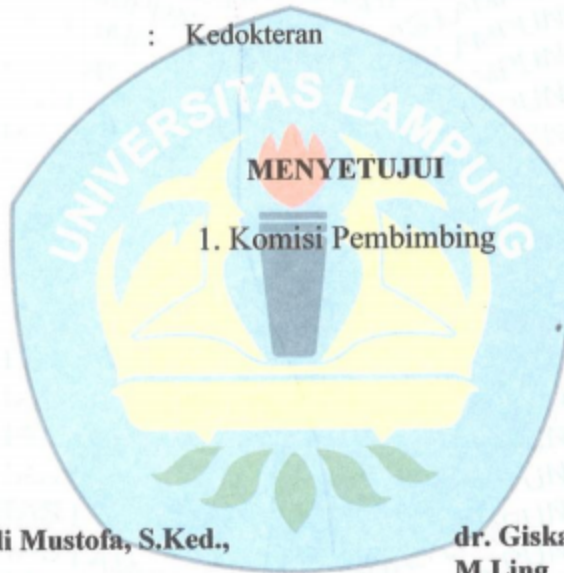 : Kedokteran
UNIVERSITAS LAMPUNG
MENYETUJUI
1. Komisi Pembimbing
li Mustofa, S.Ked., dr. Giska
M.Ling